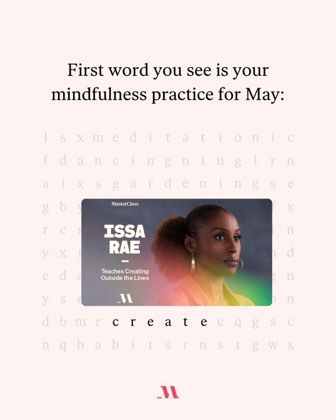 First word you see is your
mindfulness practice for May:
l s x m e d i t a t i o n i c
f d a n c i n g n i n g l r n
a i x s g a r d e n i n g s e
g b y f x
MasterClass
ISSA
RAE
Teaches Creating
Outside the Lines
r c s
y x
e d a
y s
d b m r c r e a t e c q g s c
n q h a b i t s r n s t g w x